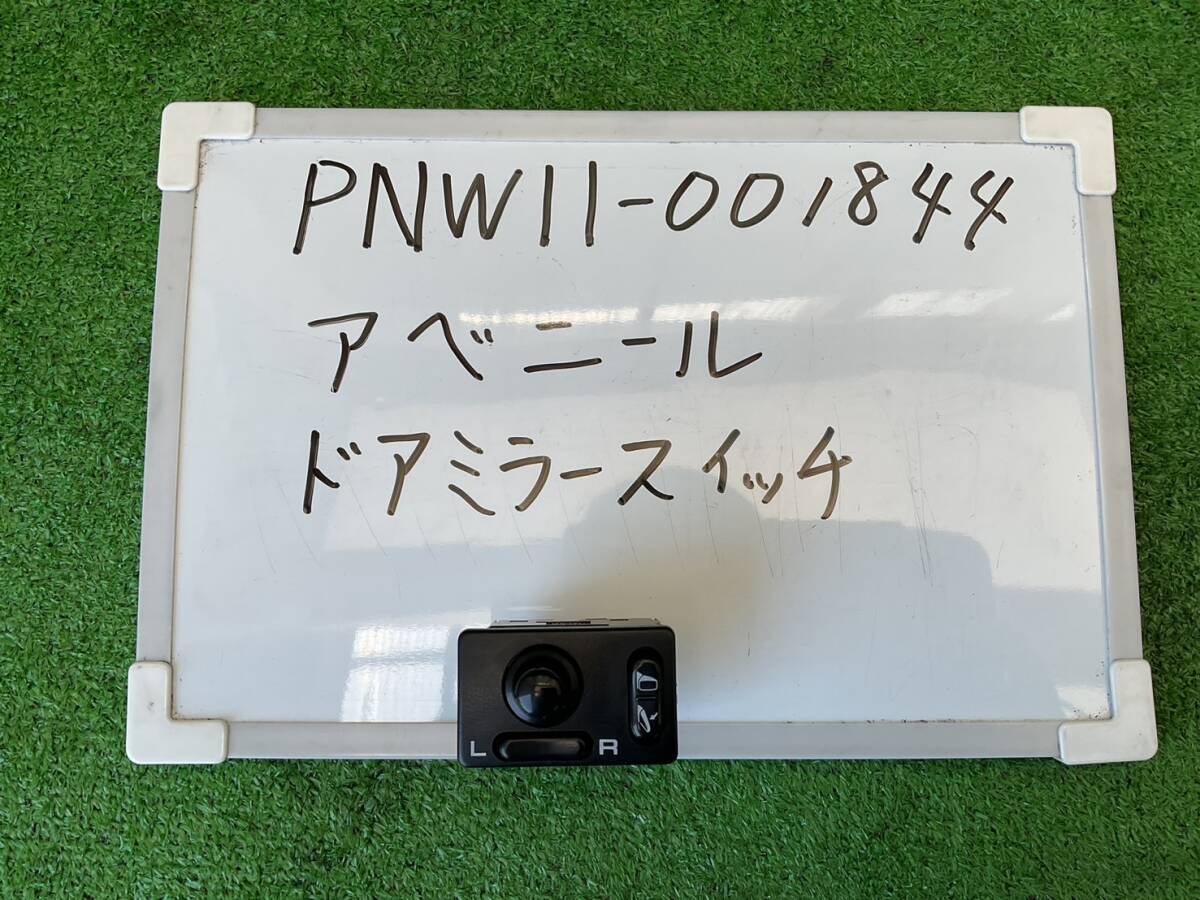 PNW11-001844
アベニール
ドアミラースイッチ
L R